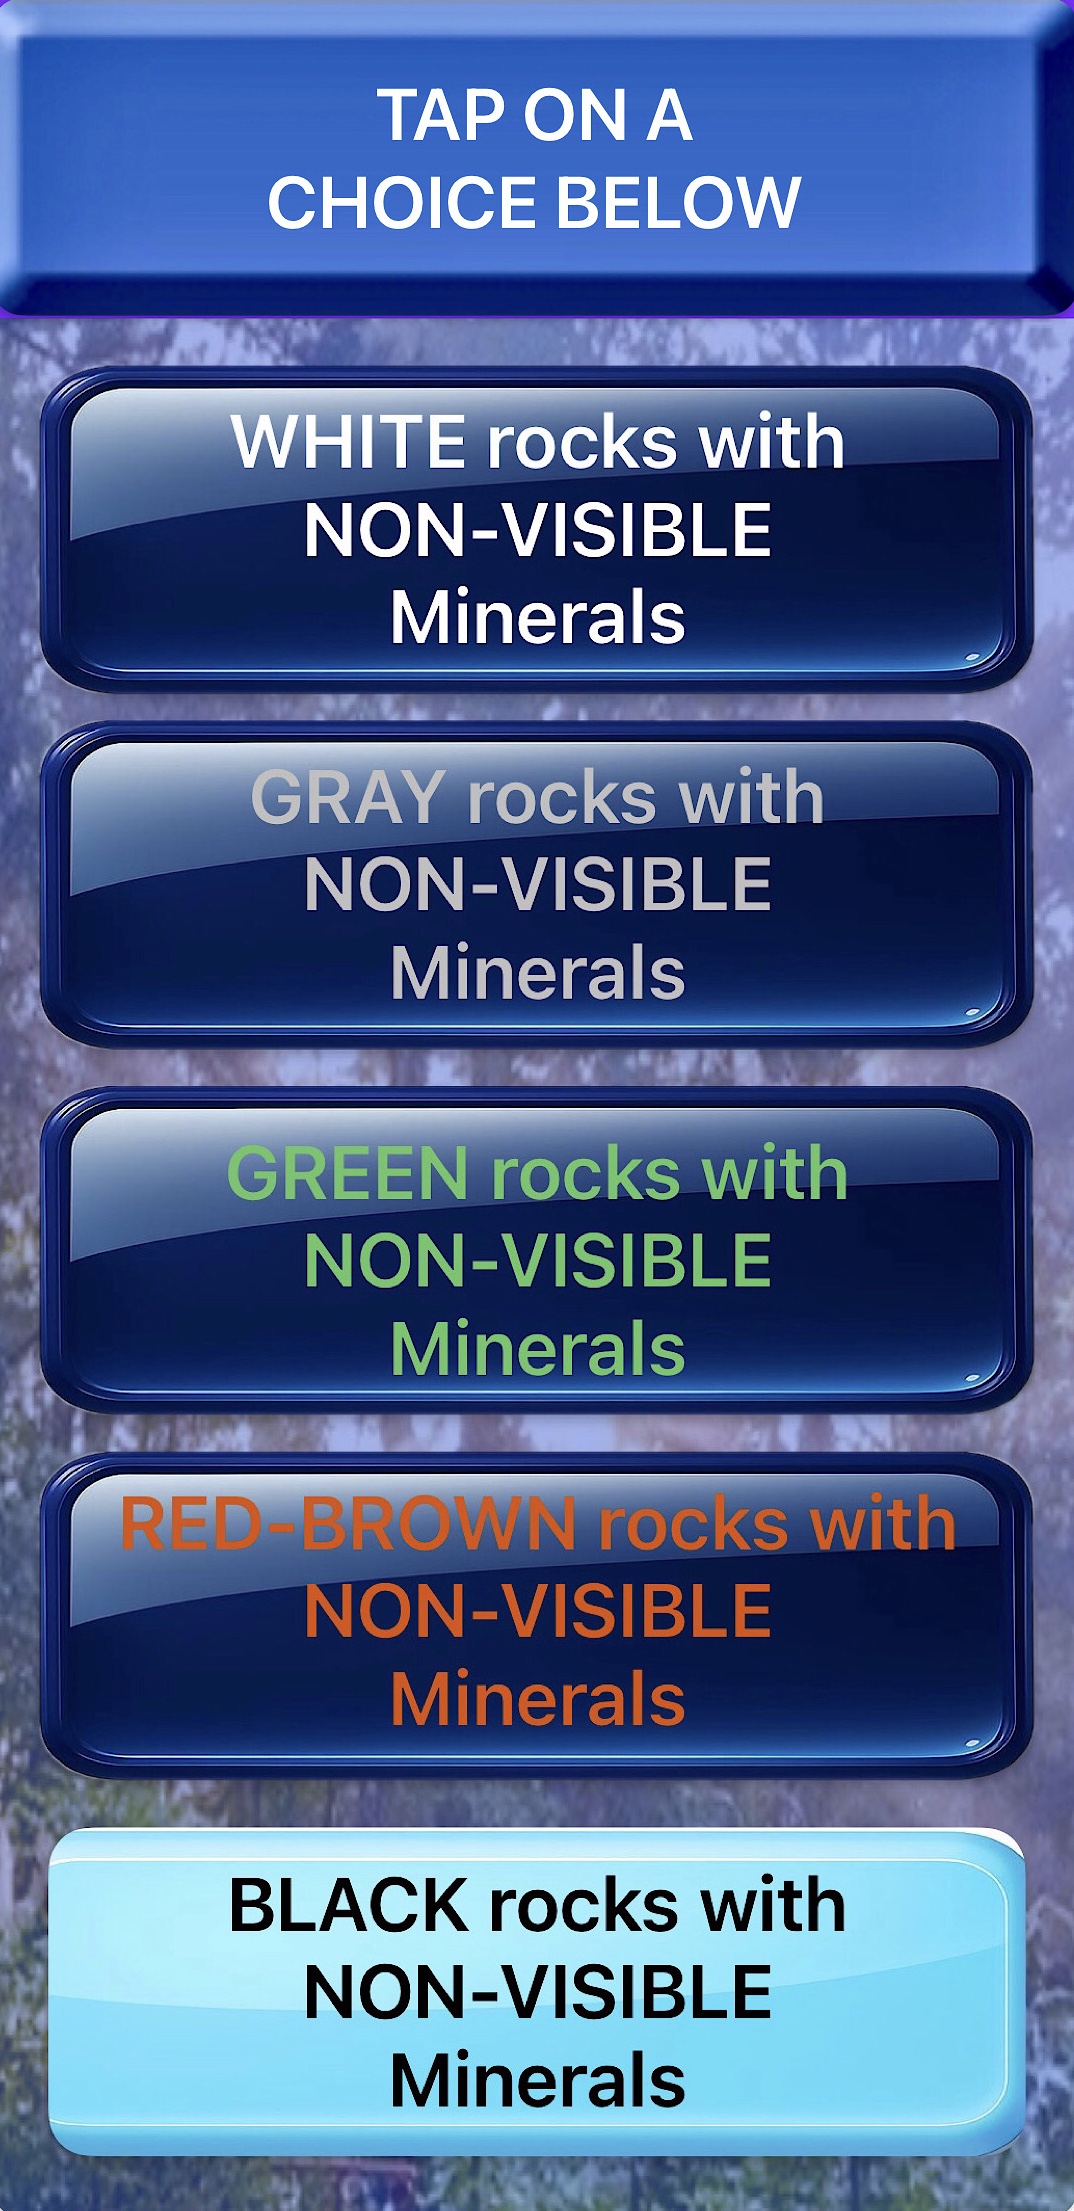 TAP ON A
CHOICE BELOW
WHITE rocks with
NON-VISIBLE
Minerals
GRAY rocks with
NON-VISIBLE
Minerals
GREEN rocks with
NON-VISIBLE
Minerals
RED-BROWN rocks with
NON-VISIBLE
Minerals
BLACK rocks with
NON-VISIBLE
Minerals